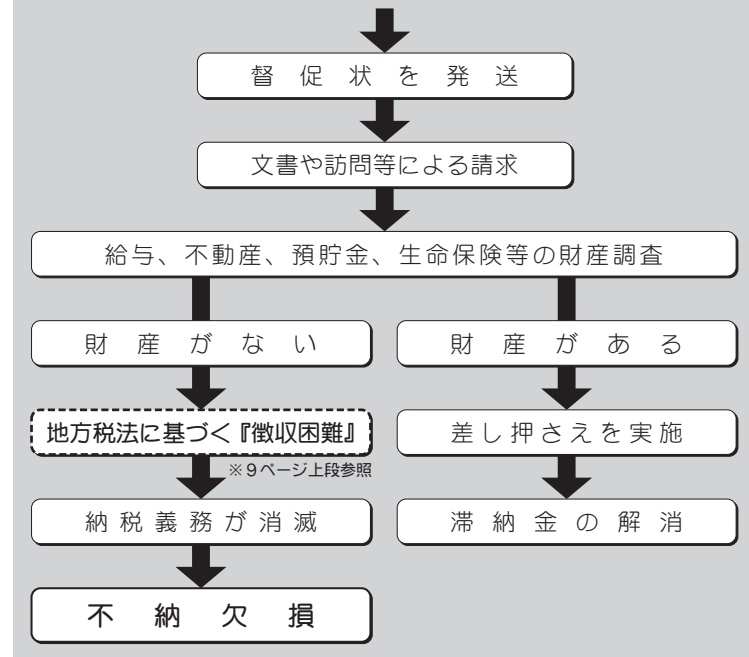 督促状を発送
文書や訪問等による請求
給与、不動産、預貯金、生命保険等の財産調査
財産がない
財産がある
地方税法に基づく『徴収困難』
差し押さえを実施
※9ページ上段参照
納税義務が消滅
滞納金の解消
不納欠損